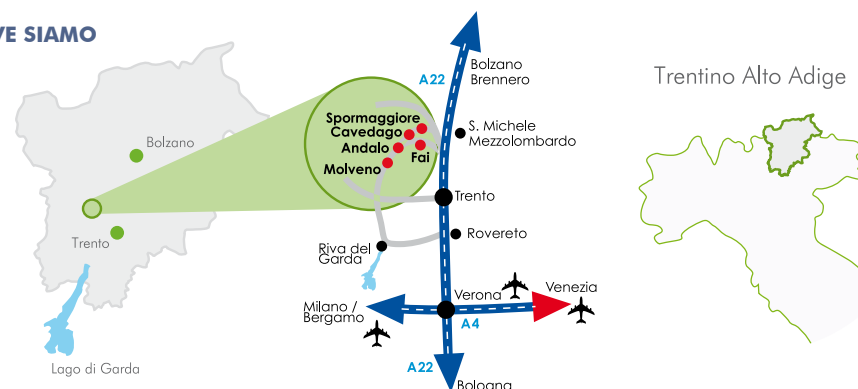 VE SIAMO
Bolzano
Trento
Lago di Garda
Spormaggiore
Cavedago
Andalo
Fai
Molveno
A22
Bolzano
Brennero
S. Michele
Mezzolombardo
Trento
Rovereto
Riva del
Garda
Milano /
Bergamo
Verona
Venezia
A4
A22
Bologna
Trentino Alto Adige